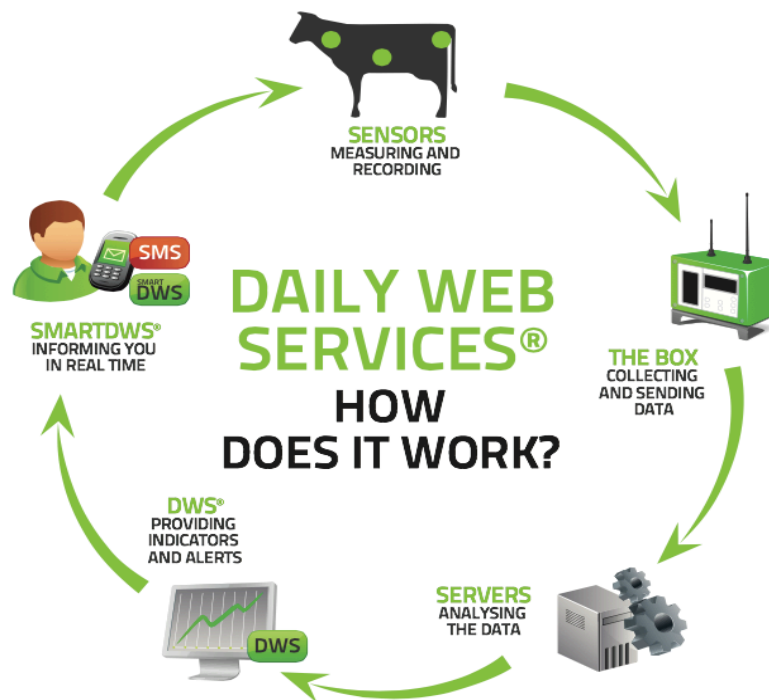 SENSORS
MEASURING AND
RECORDING
SMS
SMART
DWS
SMARTDWS®
INFORMING YOU
IN REAL TIME
DAILY WEB
SERVICES®
HOW
DOES IT WORK?
THE BOX
COLLECTING
AND SENDING
DATA
DWS®
PROVIDING
INDICATORS
AND ALERTS
DWS
SERVERS
ANALYSING
THE DATA